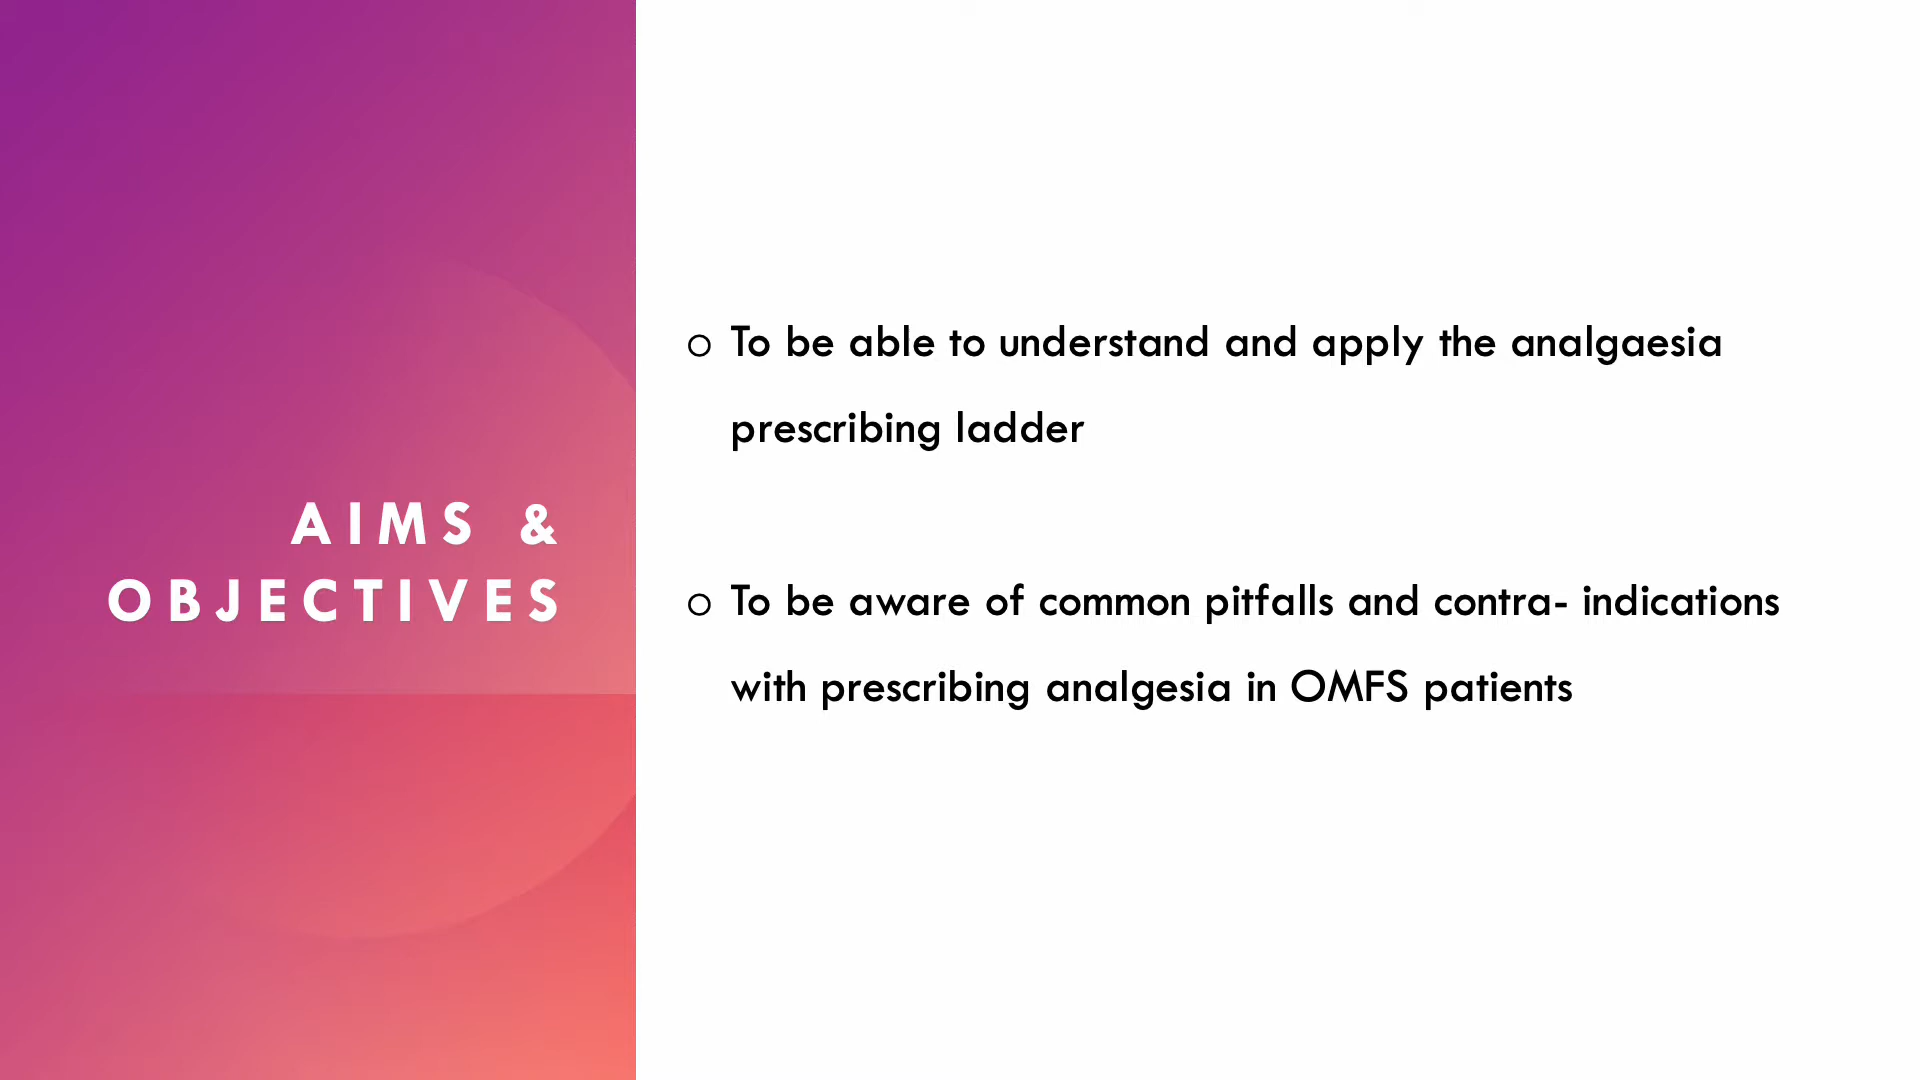 AIMS &
OBJECTIVES
o To be able to understand and apply the analgaesia
prescribing ladder
o To be aware of common pitfalls and contra- indications
with prescribing analgesia in OMFS patients